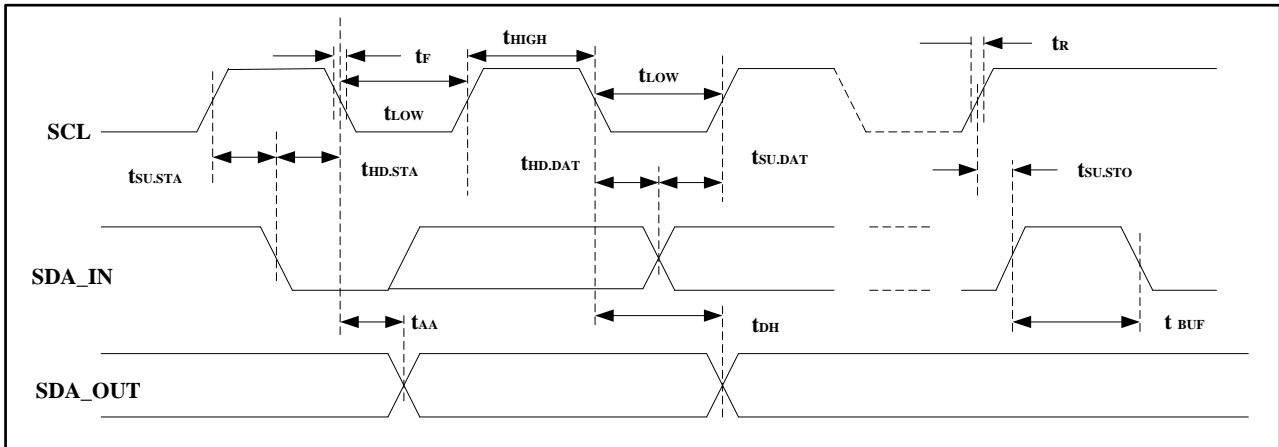 tF
tHIGH
tR
tLOW
tLOW
SCL
tSU.STA
tHD.STA
tHD.DAT
tSU.DAT
tSU.STO
SDA_IN
tAA
tDH
t BUF
SDA_OUT